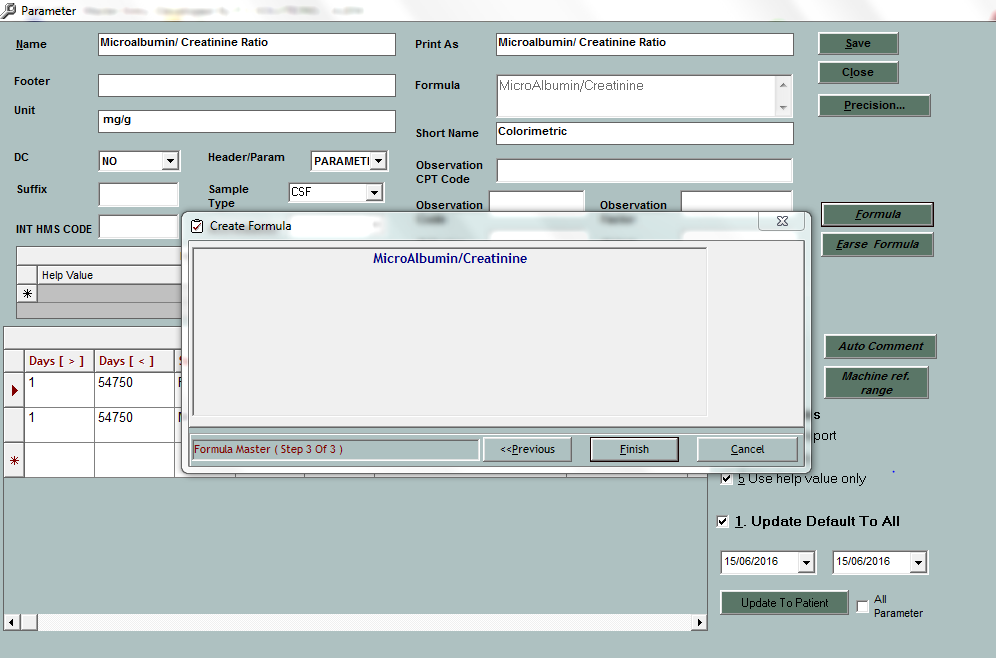 Parameter
Name
Microalbumin/ Creatinine Ratio
Print As
Microalbumin/ Creatinine Ratio
Save
Footer
Formula
MicroAlbumin/Creatinine
Close
Unit
mg/g
Precision...
Short Name
Colorimetric
DC
NO
Header/Param
PARAMETI
Observation
CPT Code
Suffix
Sample
Type
CSF
Observation
Observation
INT HMS CODE
Formula
Earse Formula
Create Formula
MicroAlbumin/Creatinine
Help Value
Days [ > ]
Days [ < ]
1
54750
1
54750
Auto Comment
Machine ref.
range
s
port
Formula Master ( Step 3 Of 3 )
<<Previous
Finish
Cancel
5 Use help value only
1. Update Default To All
15/06/2016
15/06/2016
Update To Patient
All
Parameter